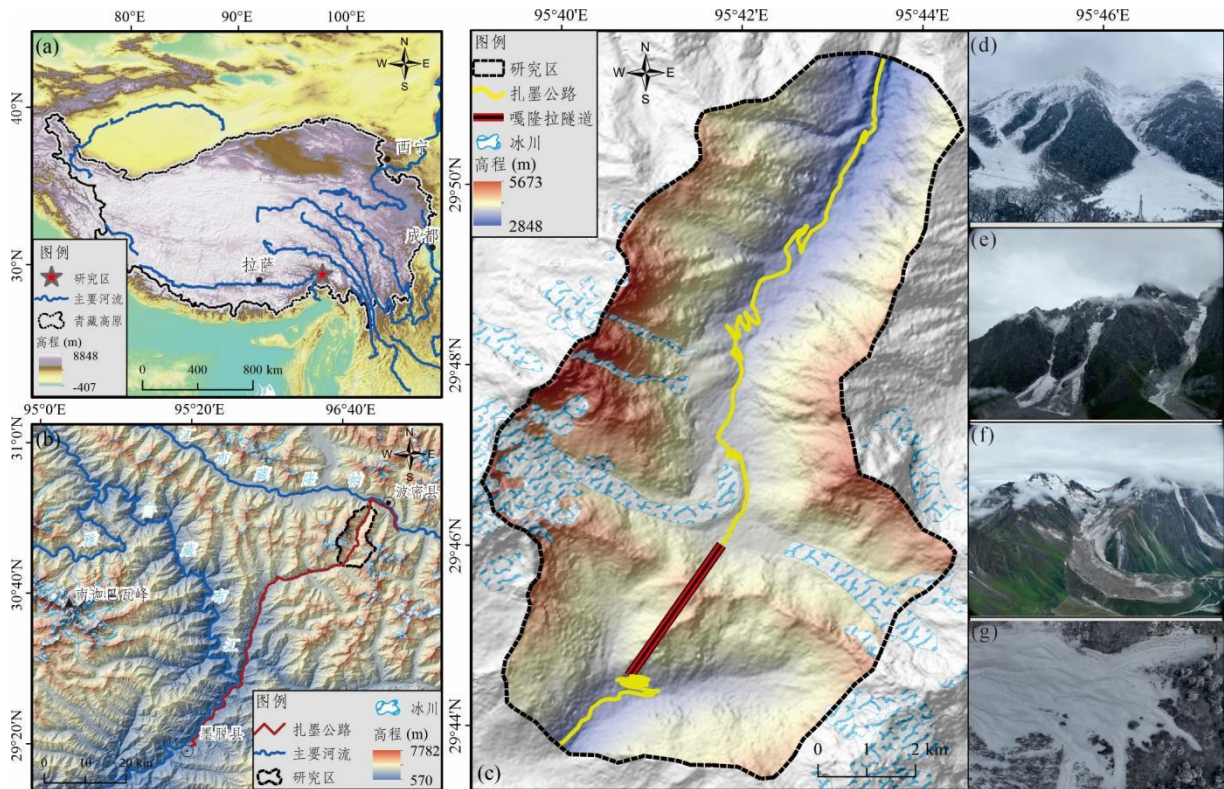 80°E
90°E
100°E
(a)
N
W
E
S
40°N
30°N
西宁
成都
拉萨
图例
研究区
主要河流
青藏高原
高程 (m)
8848
-407
0
400
800 km
95°0'E
95°20'E
96°40'E
(b)
N
W
E
S
31°0'N
30°40'N
29°20'N
波密县
南迦巴瓦峰
江
墨脱县
0
10
20 km
图例
扎墨公路
主要河流
研究区
冰川
高程 (m)
7782
570
95°40'E
95°42'E
95°44'E
95°46'E
图例
研究区
扎墨公路
嘎隆拉隧道
冰川
高程 (m)
5673
2848
N
W
E
S
29°50'N
29°48'N
29°46'N
29°44'N
(c)
0
1
2 km
(d)
(e)
(f)
(g)